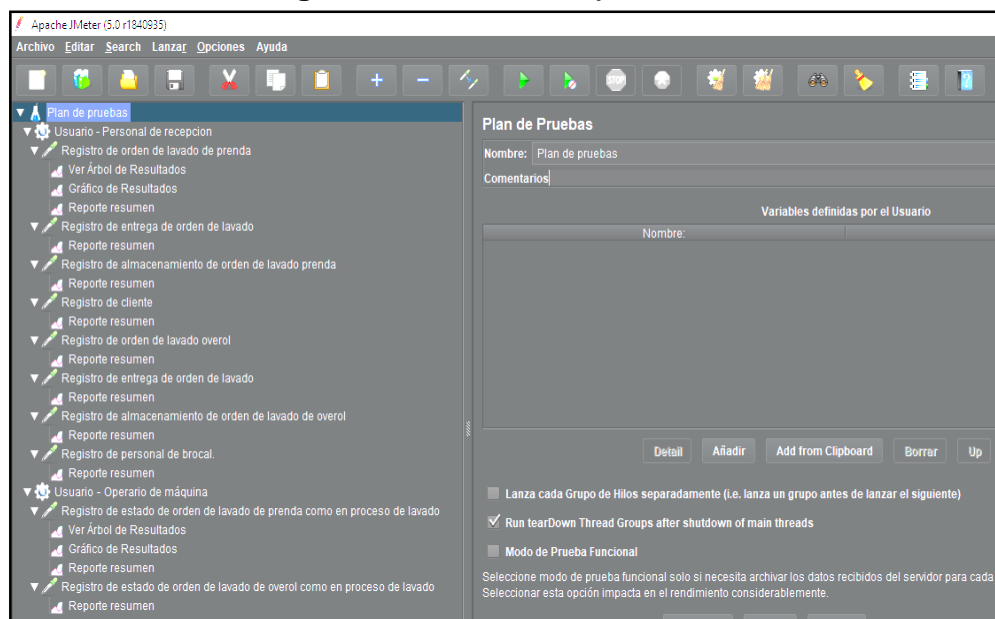 Apache JMeter (5.0 r1840935)
Archivo Editar Search Lanzar Opciones Ayuda
STOP
Plan de pruebas
Usuario - Personal de recepcion
Registro de orden de lavado de prenda
Ver Árbol de Resultados
Gráfico de Resultados
Reporte resumen
Registro de entrega de orden de lavado
Reporte resumen
Registro de almacenamiento de orden de lavado prenda
Reporte resumen
Registro de cliente
Reporte resumen
Registro de orden de lavado overol
Reporte resumen
Registro de entrega de orden de lavado
Reporte resumen
Registro de almacenamiento de orden de lavado de overol
Reporte resumen
Registro de personal de brocal.
Reporte resumen
Usuario - Operario de máquina
Registro de estado de orden de lavado de prenda como en proceso de lavado
Ver Árbol de Resultados
Gráfico de Resultados
Reporte resumen
Registro de estado de orden de lavado de overol como en proceso de lavado
Reporte resumen
Plan de Pruebas
Nombre: Plan de pruebas
Comentarios
Variables definidas por el Usuario
Nombre:
Detail Añadir Add from Clipboard Borrar Up
Lanza cada Grupo de Hilos separadamente (i.e. lanza un grupo antes de lanzar el siguiente)
Run tearDown Thread Groups after shutdown of main threads
Modo de Prueba Funcional
Seleccione modo de prueba funcional solo si necesita archivar los datos recibidos del servidor para cada
Seleccionar esta opción impacta en el rendimiento considerablemente.